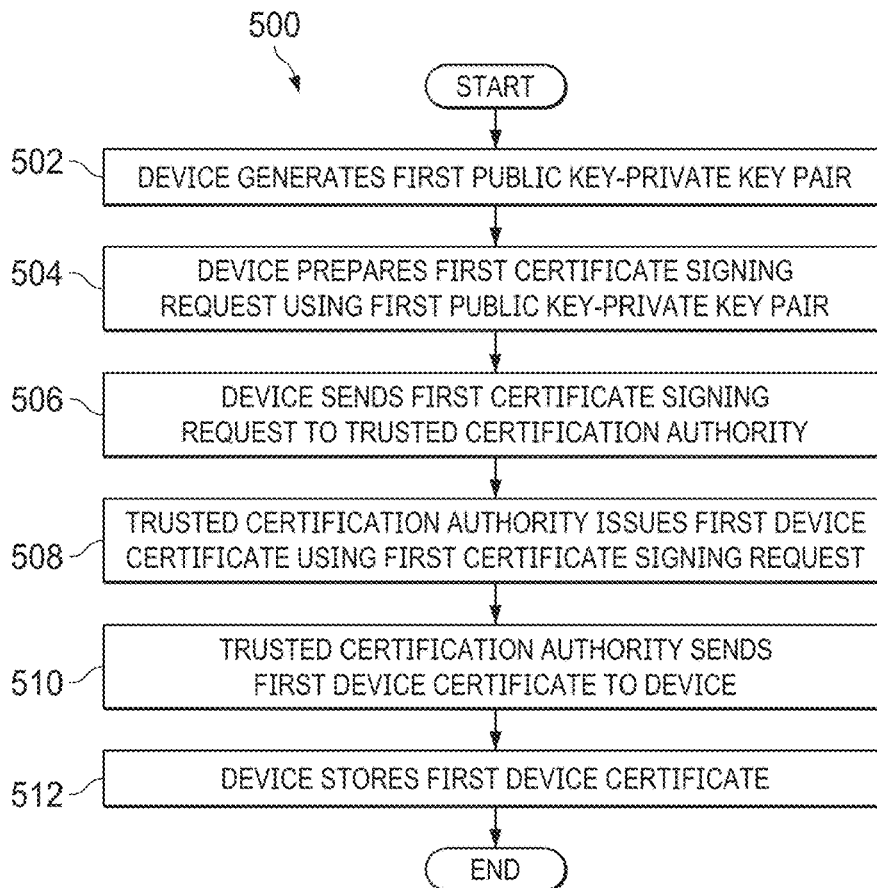 500
START
502
DEVICE GENERATES FIRST PUBLIC KEY-PRIVATE KEY PAIR
504
DEVICE PREPARES FIRST CERTIFICATE SIGNING
REQUEST USING FIRST PUBLIC KEY-PRIVATE KEY PAIR
506
DEVICE SENDS FIRST CERTIFICATE SIGNING
REQUEST TO TRUSTED CERTIFICATION AUTHORITY
508
TRUSTED CERTIFICATION AUTHORITY ISSUES FIRST DEVICE
CERTIFICATE USING FIRST CERTIFICATE SIGNING REQUEST
510
TRUSTED CERTIFICATION AUTHORITY SENDS
FIRST DEVICE CERTIFICATE TO DEVICE
512
DEVICE STORES FIRST DEVICE CERTIFICATE
END